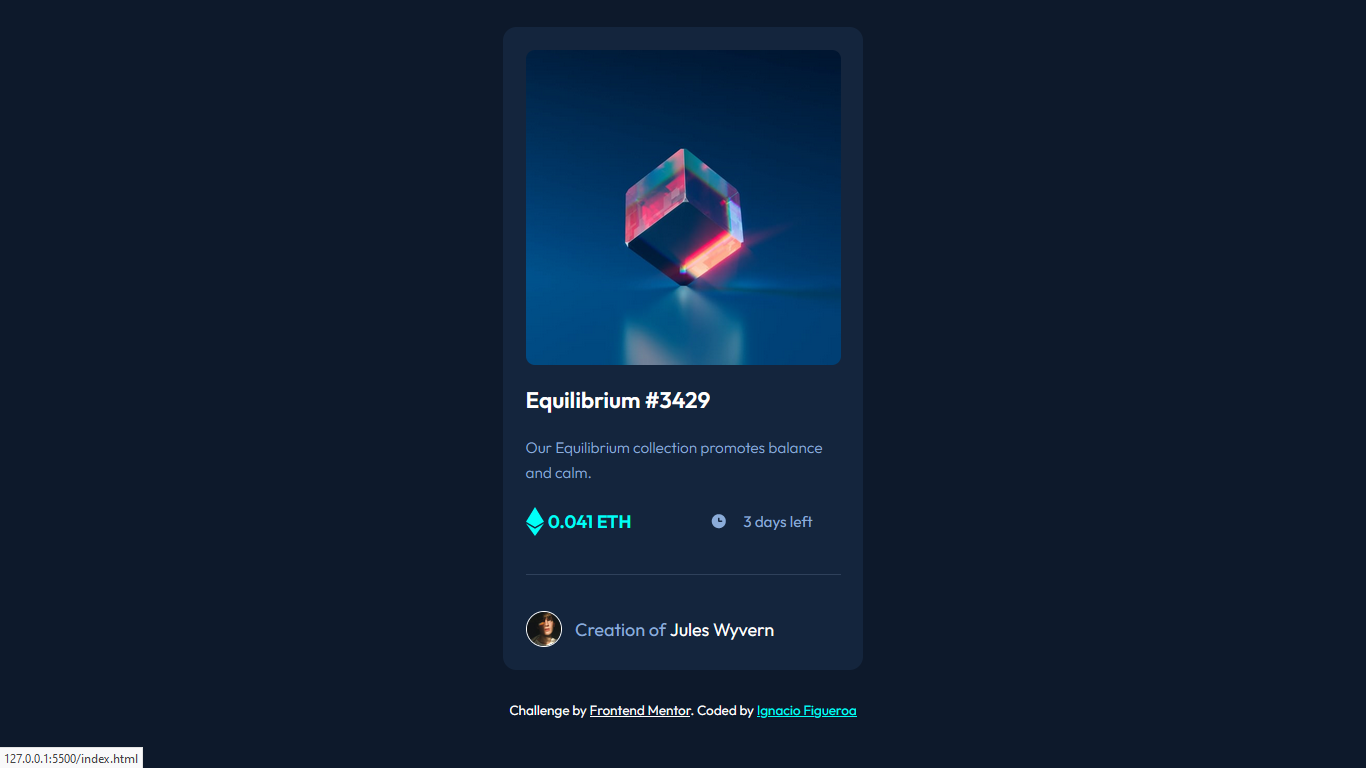 Equilibrium #3429
Our Equilibrium collection promotes balance
and calm.
0.041 ETH
3 days left
Creation of Jules Wyvern
Challenge by Frontend Mentor. Coded by Ignacio Figueroa
127.0.0.1:5500/index.html